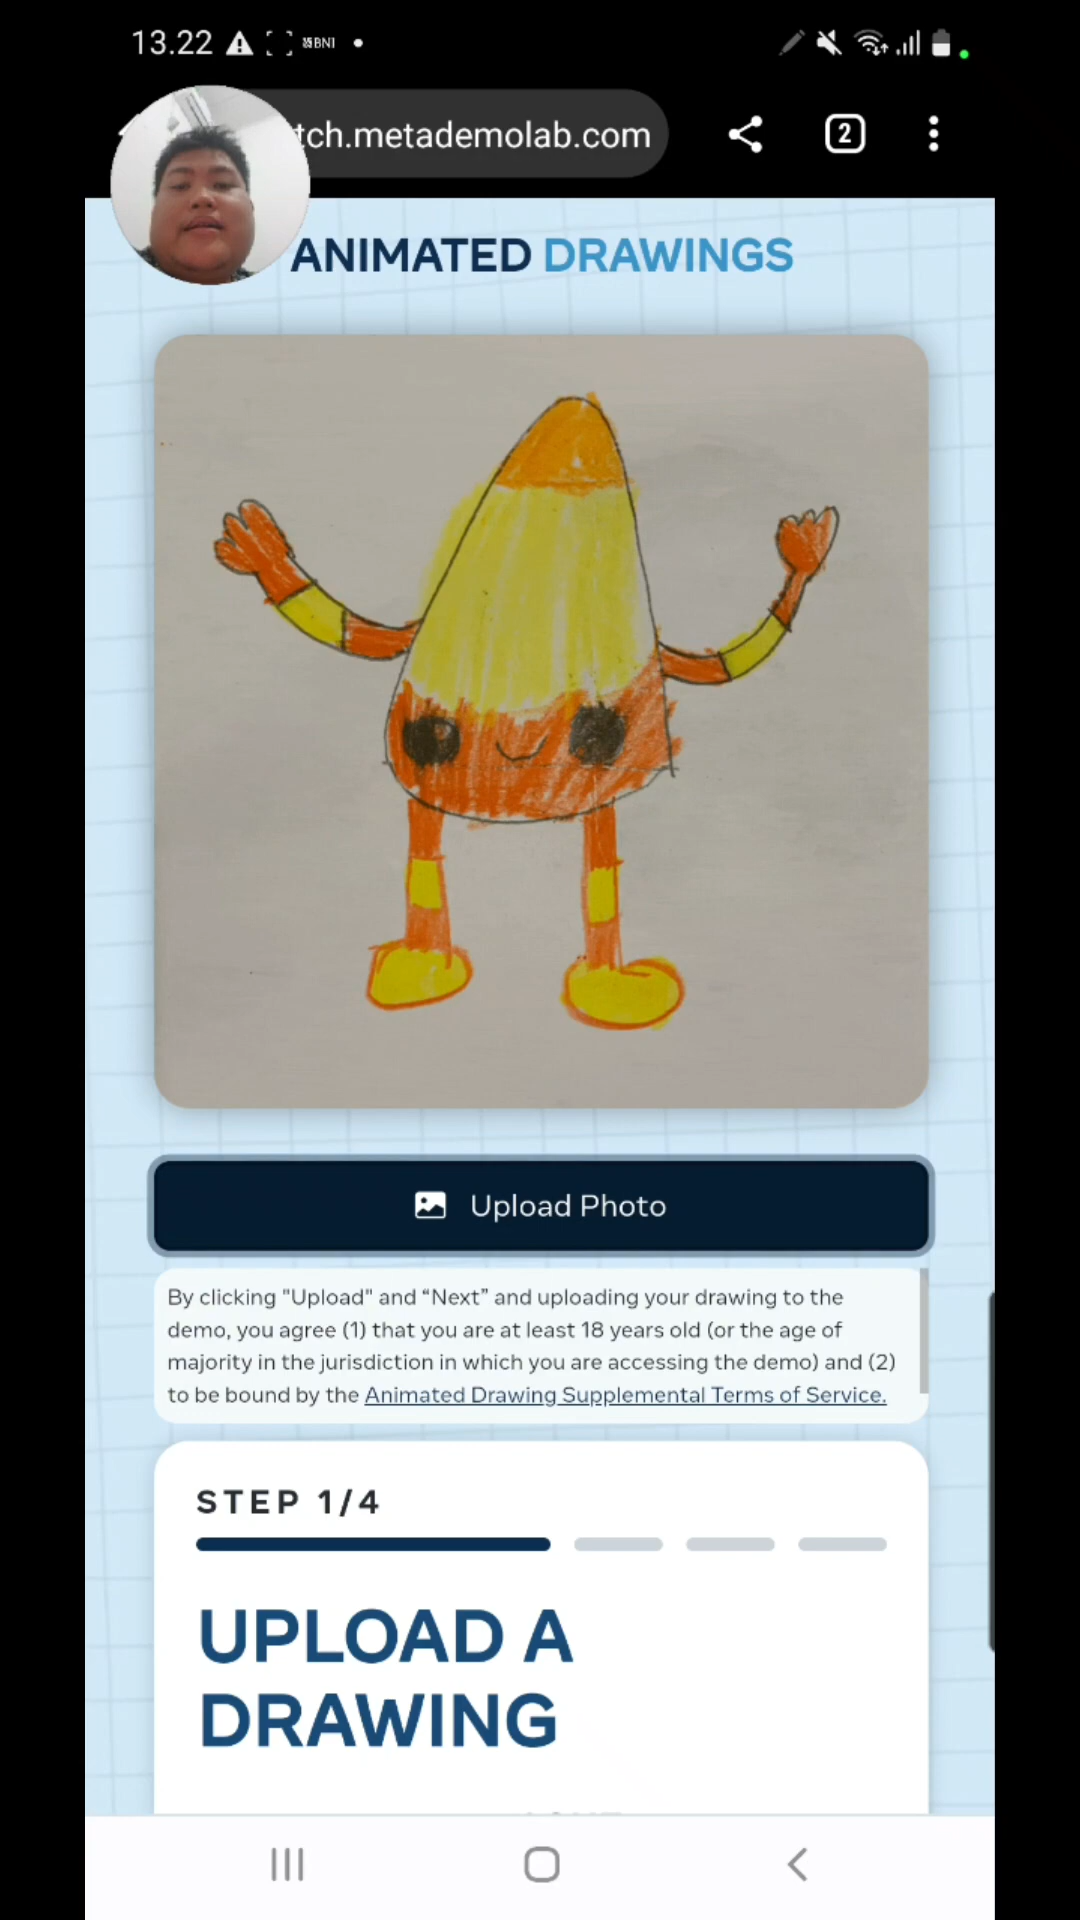 13.22
BNI
tch.metademolab.com
2
ANIMATED DRAWINGS
Upload Photo
By clicking "Upload" and “Next” and uploading your drawing to the
demo, you agree (1) that you are at least 18 years old (or the age of
majority in the jurisdiction in which you are accessing the demo) and (2)
to be bound by the Animated Drawing Supplemental Terms of Service.
STEP 1/4
UPLOAD A
DRAWING